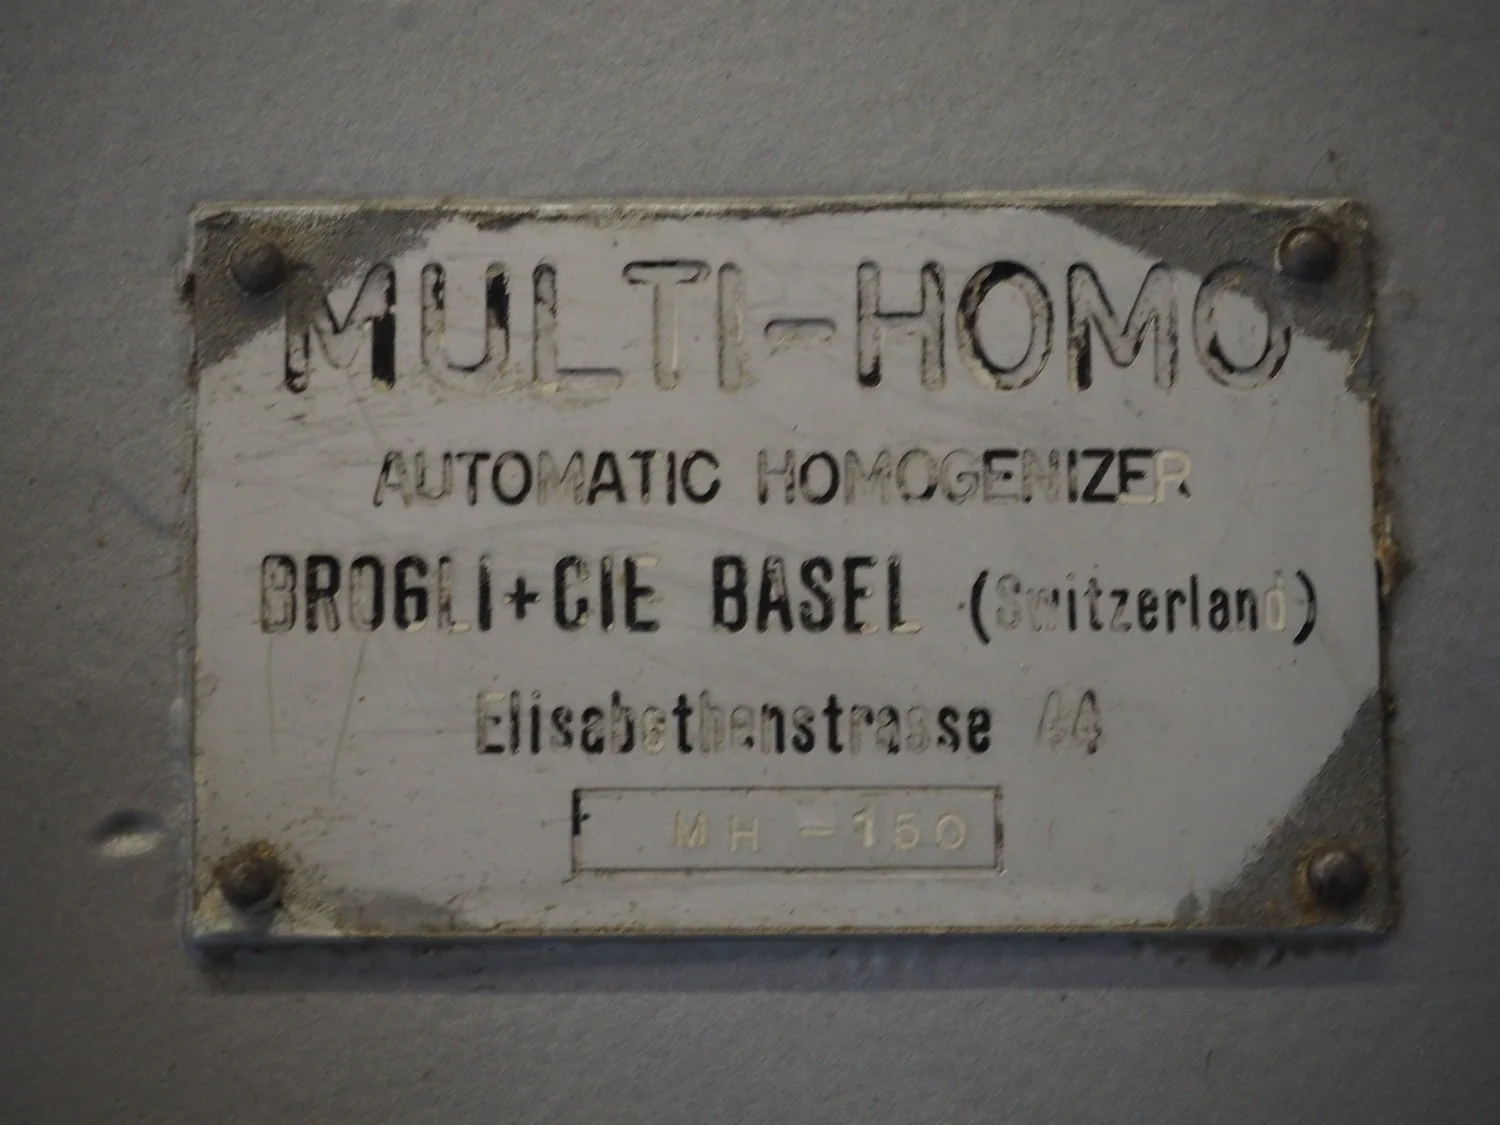 MULTI-HOMO
AUTOMATIC HOMOGENIZER
BROGLI+CIE BASEL (Switzerland)
Elisabethenstrasse 44
MH -150